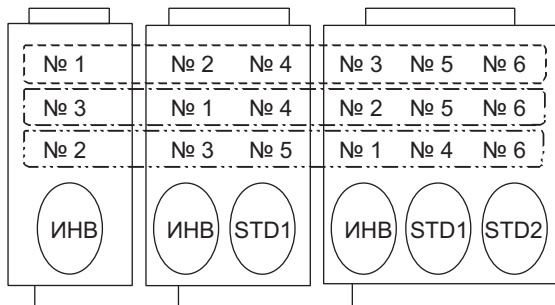 № 1 № 2 № 4 № 3 № 5 № 6
№ 3 № 1 № 4 № 2 № 5 № 6
№ 2 № 3 № 5 № 1 № 4 № 6
ИНВ ИНВ STD1 ИНВ STD1 STD2